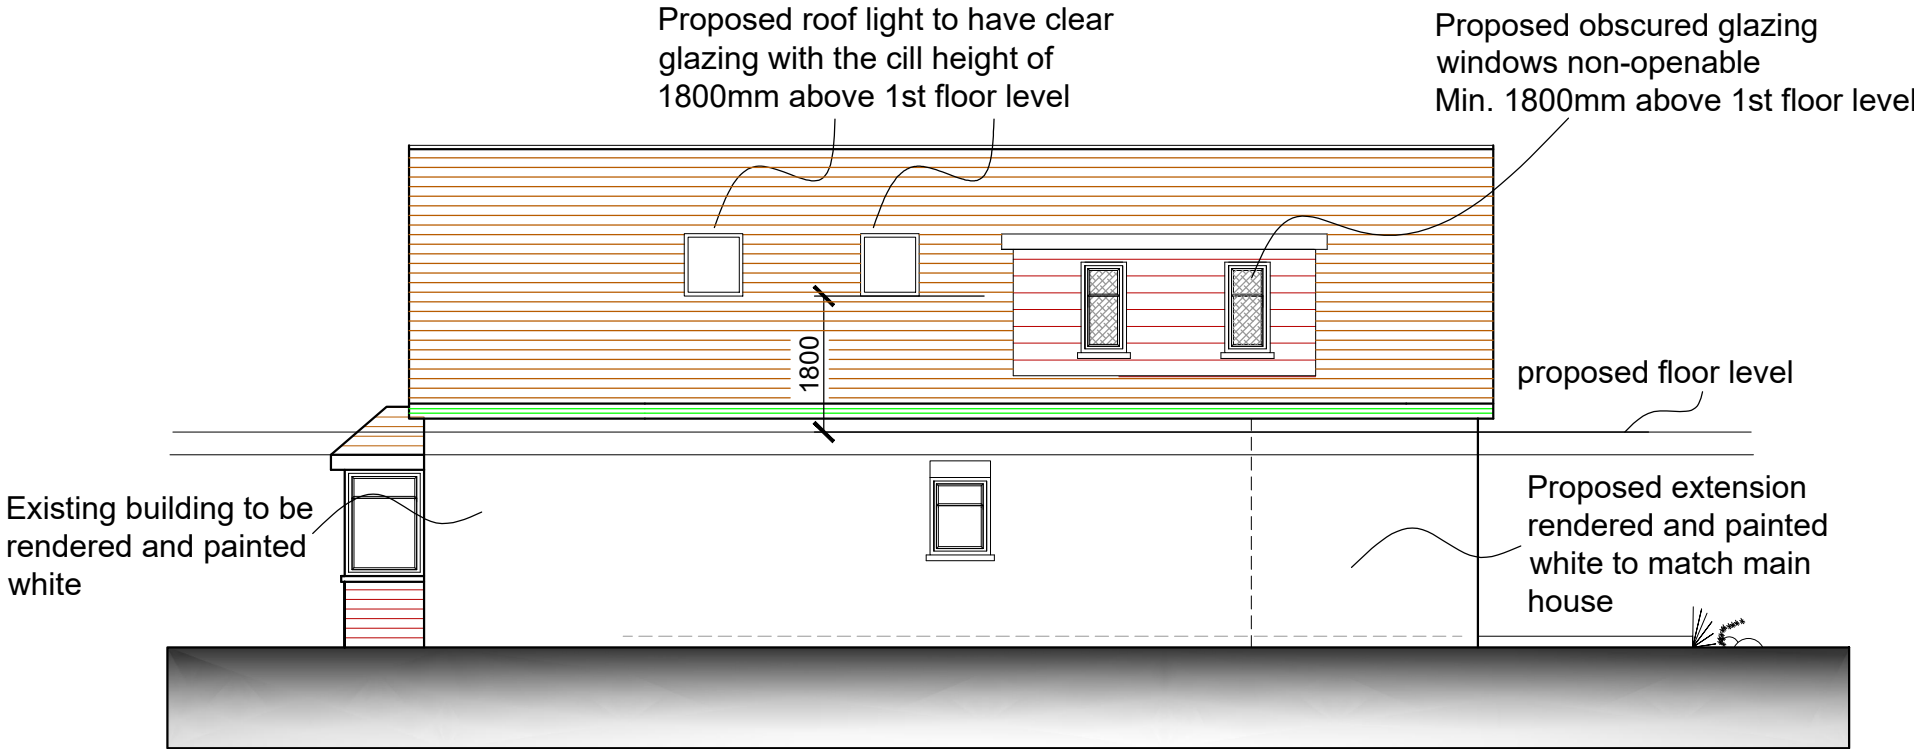 Proposed roof light to have clear
glazing with the cill height of
1800mm above 1st floor level
Proposed obscured glazing
windows non-openable
Min. 1800mm above 1st floor level
1800
proposed floor level
Existing building to be
rendered and painted
white
Proposed extension
rendered and painted
white to match main
house